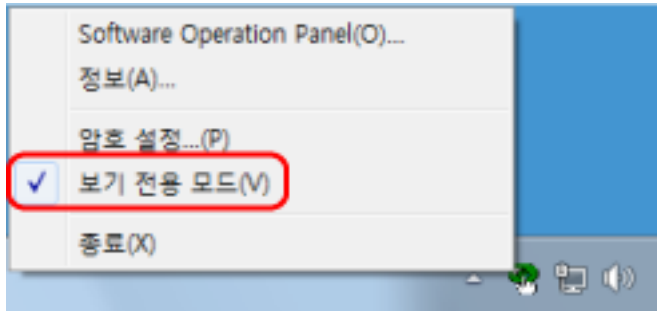 Software Operation Panel(O)....
정보(A)...
암호 설정...(P)
보기 전용 모드(V)
종료(X)